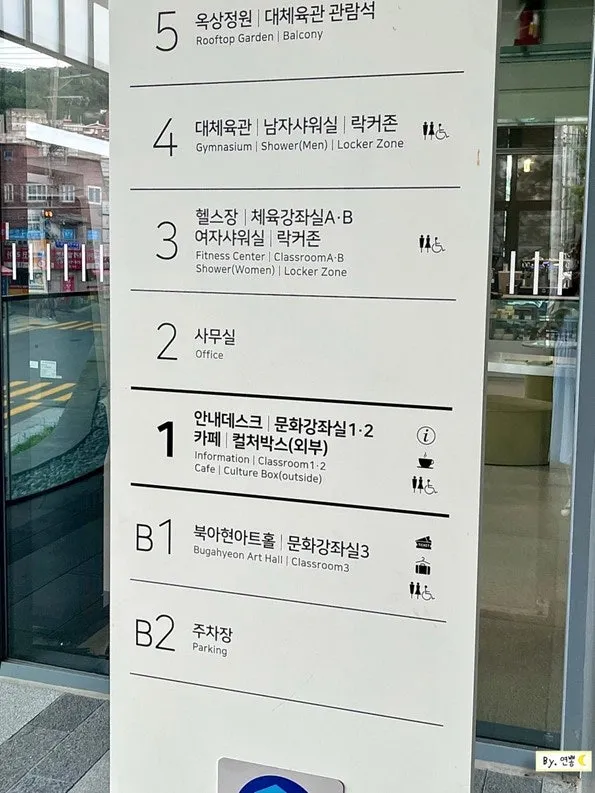 5
옥상정원 | 대체육관 관람석
Rooftop Garden | Balcony
4
대체육관 | 남자샤워실 | 락커존
Gymnasium | Shower(Men) | Locker Zone
3
헬스장 | 체육강좌실A·B
여자샤워실 | 락커존
Fitness Center | ClassroomA·B
Shower(Women) | Locker Zone
2
사무실
Office
1
안내데스크 | 문화강좌실1·2
카페 | 컬처박스(외부)
Information | Classroom1·2
Cafe | Culture Box(outside)
B1
북아현아트홀 | 문화강좌실3
Bugahyeon Art Hall | Classroom3
B2
주차장
Parking
By. 연뽕